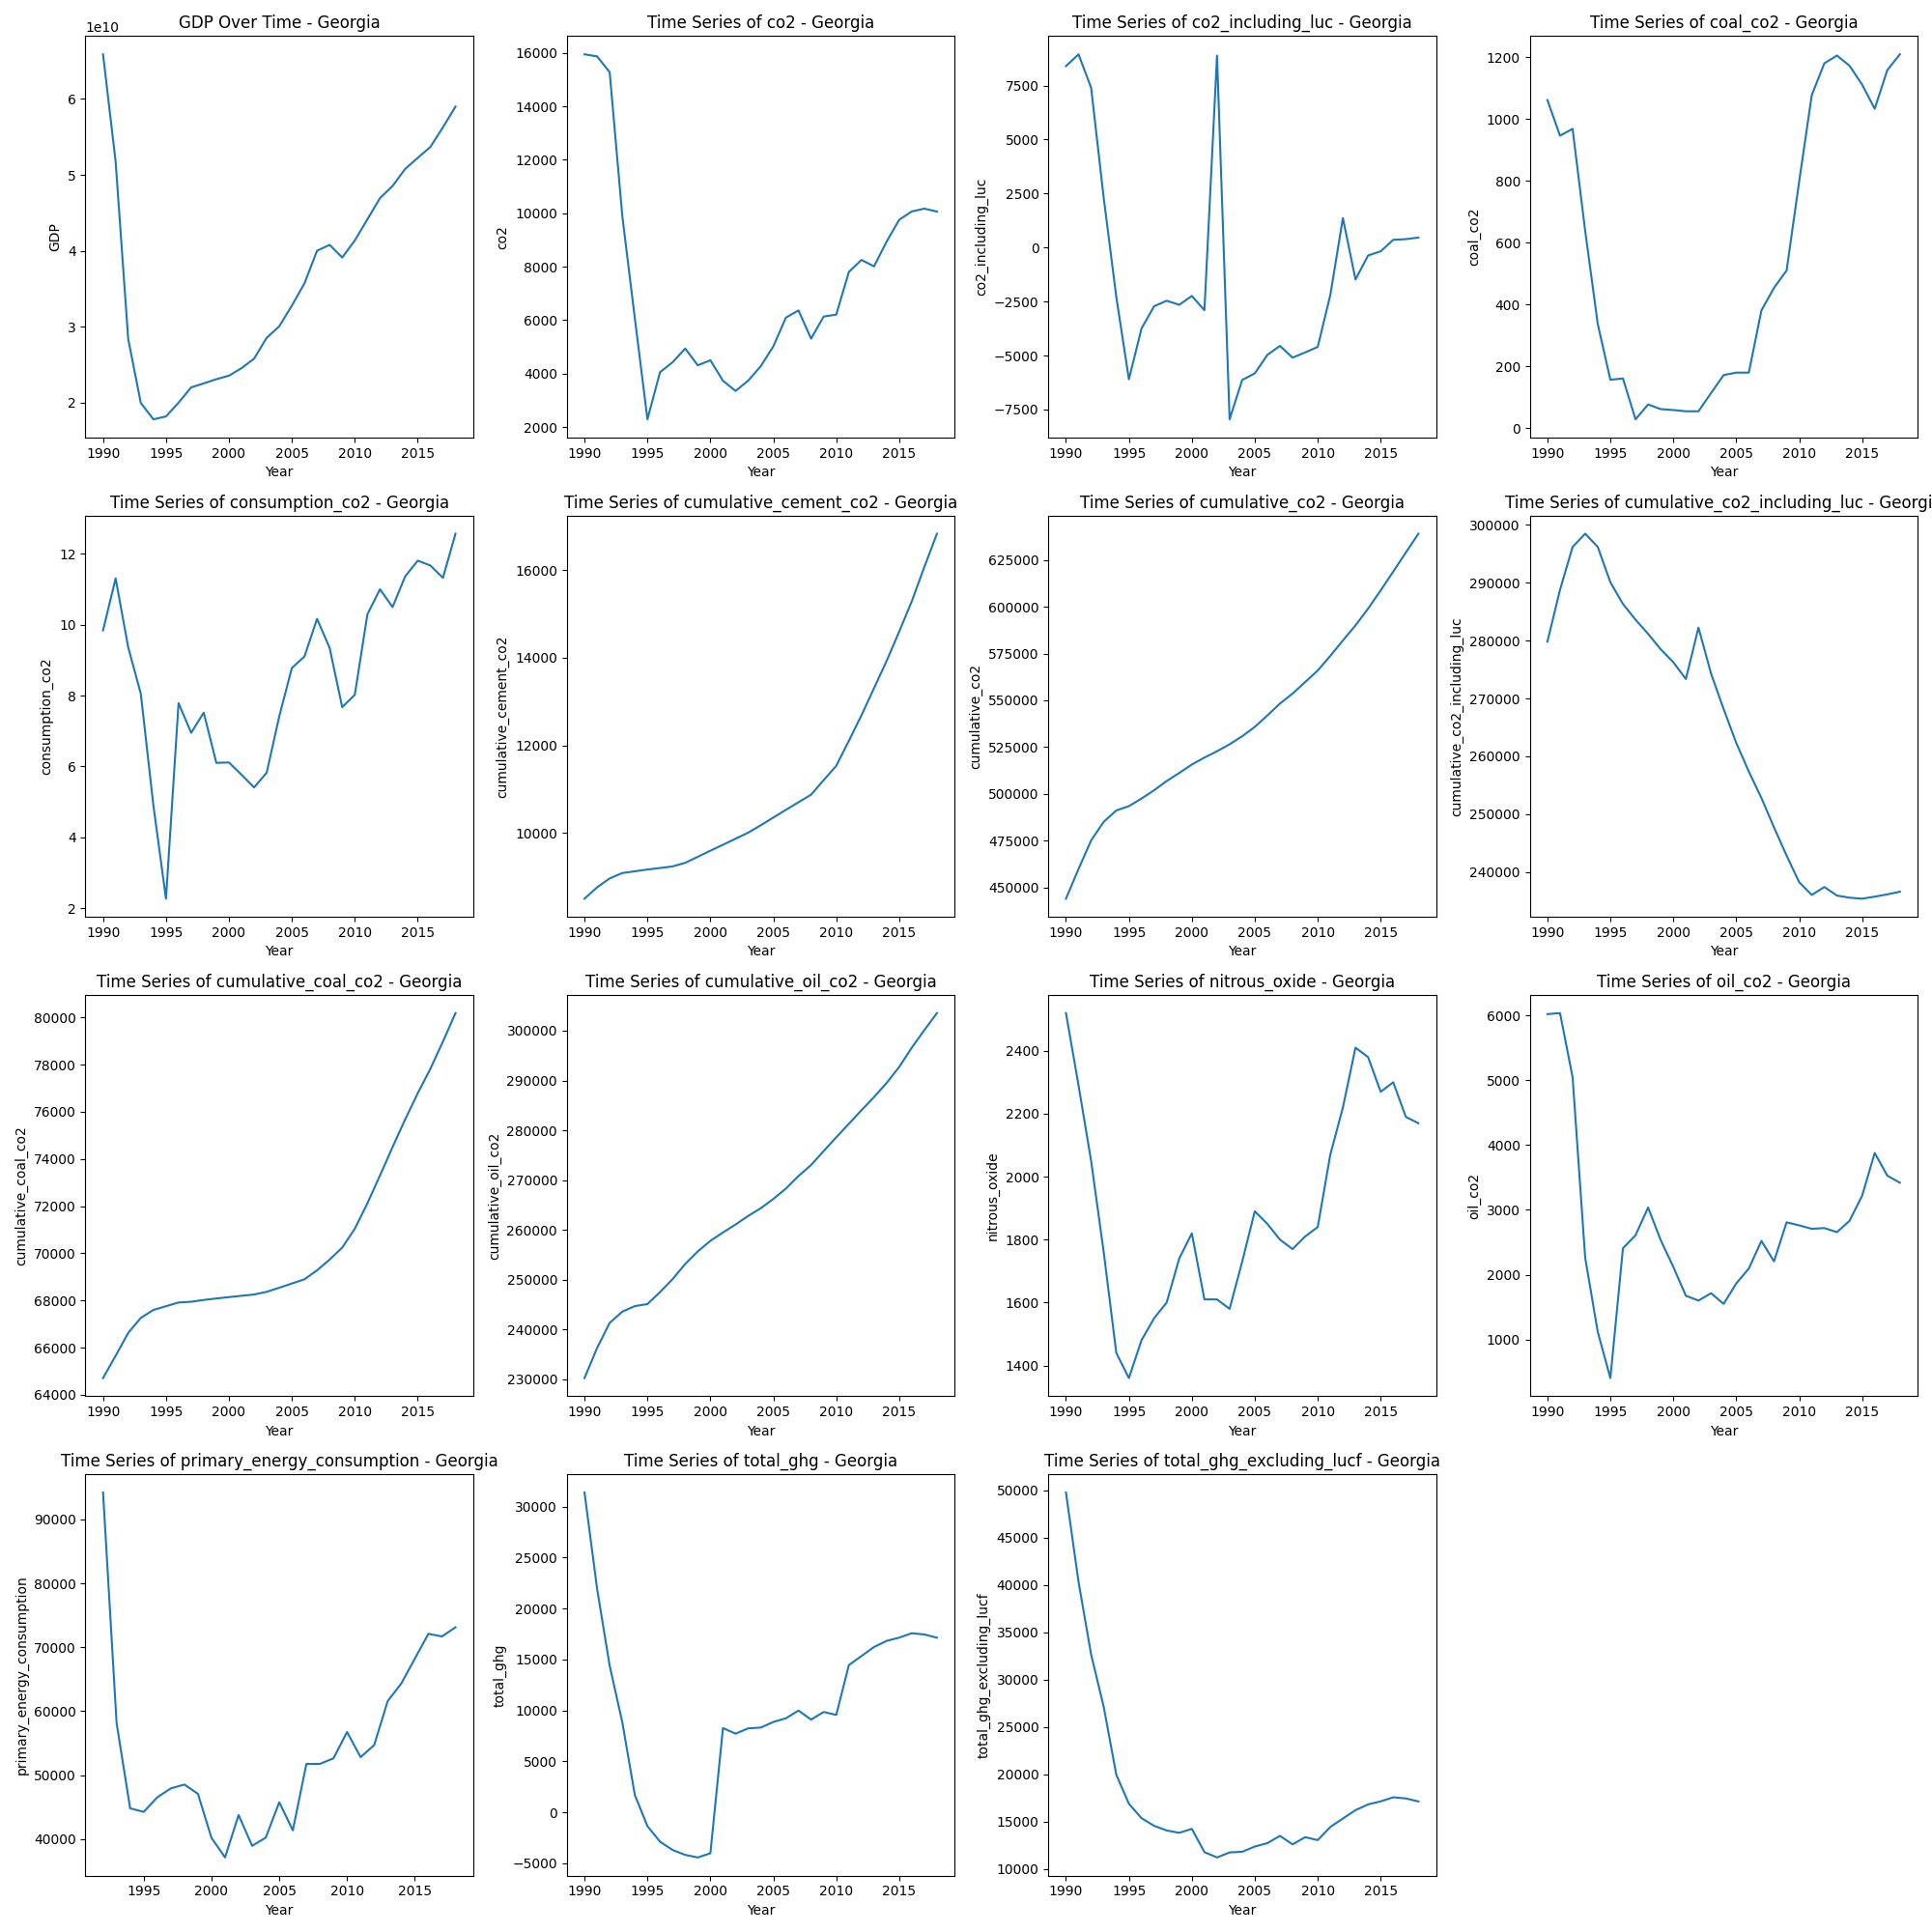 GDP Over Time - Georgia
1e10
6
5
4
3
2
GDP
1990 1995 2000 2005 2010 2015
Year
Time Series of co2 - Georgia
16000
14000
12000
10000
8000
6000
4000
2000
co2
1990 1995 2000 2005 2010 2015
Year
Time Series of co2_including_luc - Georgia
7500
5000
2500
0
−2500
−5000
−7500
co2_including_luc
1990 1995 2000 2005 2010 2015
Year
Time Series of coal_co2 - Georgia
1200
1000
800
600
400
200
0
coal_co2
1990 1995 2000 2005 2010 2015
Year
Time Series of consumption_co2 - Georgia
12
10
8
6
4
2
consumption_co2
1990 1995 2000 2005 2010 2015
Year
Time Series of cumulative_cement_co2 - Georgia
16000
14000
12000
10000
cumulative_cement_co2
1990 1995 2000 2005 2010 2015
Year
Time Series of cumulative_co2 - Georgia
625000
600000
575000
550000
525000
500000
475000
450000
cumulative_co2
1990 1995 2000 2005 2010 2015
Year
Time Series of cumulative_co2_including_luc - Georgi
300000
290000
280000
270000
260000
250000
240000
cumulative_co2_including_luc
1990 1995 2000 2005 2010 2015
Year
Time Series of cumulative_coal_co2 - Georgia
80000
78000
76000
74000
72000
70000
68000
66000
64000
cumulative_coal_co2
1990 1995 2000 2005 2010 2015
Year
Time Series of cumulative_oil_co2 - Georgia
300000
290000
280000
270000
260000
250000
240000
230000
cumulative_oil_co2
1990 1995 2000 2005 2010 2015
Year
Time Series of nitrous_oxide - Georgia
2400
2200
2000
1800
1600
1400
nitrous_oxide
1990 1995 2000 2005 2010 2015
Year
Time Series of oil_co2 - Georgia
6000
5000
4000
3000
2000
1000
oil_co2
1990 1995 2000 2005 2010 2015
Year
Time Series of primary_energy_consumption - Georgia
90000
80000
70000
60000
50000
40000
primary_energy_consumption
1995 2000 2005 2010 2015
Year
Time Series of total_ghg - Georgia
30000
25000
20000
15000
10000
5000
0
−5000
total_ghg
1990 1995 2000 2005 2010 2015
Year
Time Series of total_ghg_excluding_lucf - Georgia
50000
45000
40000
35000
30000
25000
20000
15000
10000
total_ghg_excluding_lucf
1990 1995 2000 2005 2010 2015
Year